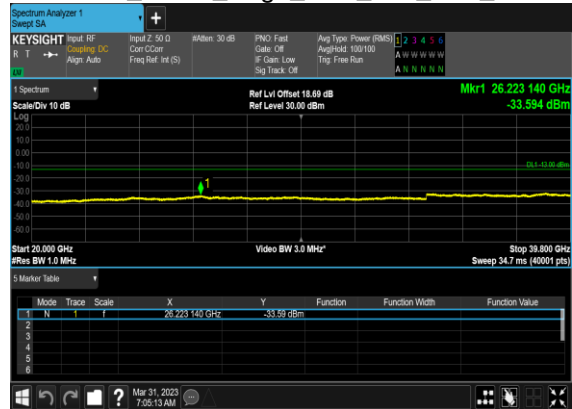 Spectrum Analyzer 1
Swept SA
+
KEYSIGHT Input: RF Input Z: 50 Ω #Atten: 30 dB PNO: Fast Avg Type: Power (RMS) 1 2 3 4 5 6
R T Coupling: DC Corr CCorr Gate: Off Avg|Hold: 100/100 A W W W W W
Align: Auto Freq Ref: Int (S) IF Gain: Low Trig: Free Run A N N N N N
Sig Track: Off
1 Spectrum Ref Lvl Offset 18.69 dB Mkr1 26.223 140 GHz
Scale/Div 10 dB Ref Level 30.00 dBm -33.594 dBm
Log
20.0
10.0
0.00
-10.0 DL1 -13.00 dBm
-20.0
1
-30.0
-40.0
-50.0
-60.0
Start 20.000 GHz Video BW 3.0 MHz* Stop 39.800 GHz
#Res BW 1.0 MHz Sweep 34.7 ms (40001 pts)
5 Marker Table
Mode Trace Scale X Y Function Function Width Function Value
1 N 1 f 26.223 140 GHz -33.59 dBm
2
3
4
5
6
? Mar 31, 2023
7:05:13 AM